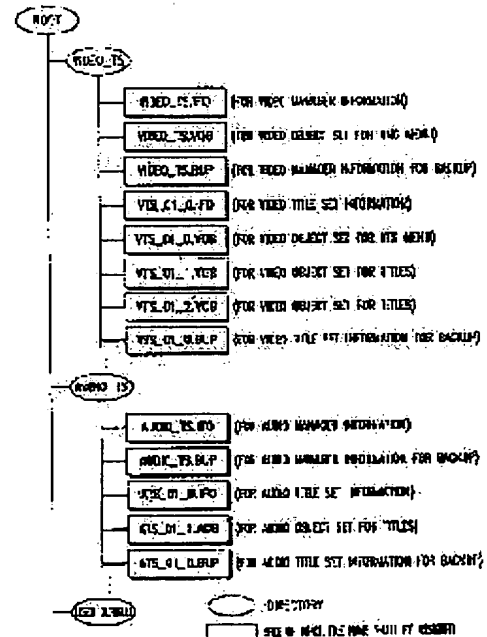 ROOT
VIDEO_TS
VIDEO_TS.IFO (FOR VIDEO MANAGER INFORMATION)
VIDEO_TS.VOB (FOR VIDEO OBJECT SET FOR VMG MENU)
VIDEO_TS.BUP (FOR VIDEO MANAGER INFORMATION FOR BACKUP)
VTS_01_0.IFO (FOR VIDEO TITLE SET INFORMATION)
VTS_01_0.VOB (FOR VIDEO OBJECT SET FOR VTS MENU)
VTS_01_1.VOB (FOR VIDEO OBJECT SET FOR TITLES)
VTS_01_2.VOB (FOR VIDEO OBJECT SET FOR TITLES)
VTS_01_0.BUP (FOR VIDEO TITLE SET INFORMATION FOR BACKUP)
AUDIO_TS
AUDIO_TS.IFO (FOR AUDIO MANAGER INFORMATION)
AUDIO_TS.BUP (FOR AUDIO MANAGER INFORMATION FOR BACKUP)
ATS_01_0.IFO (FOR AUDIO TITLE SET INFORMATION)
ATS_01_1.AOB (FOR AUDIO OBJECT SET FOR TITLES)
ATS_01_0.BUP (FOR AUDIO TITLE SET INFORMATION FOR BACKUP)
:DIRECTORY